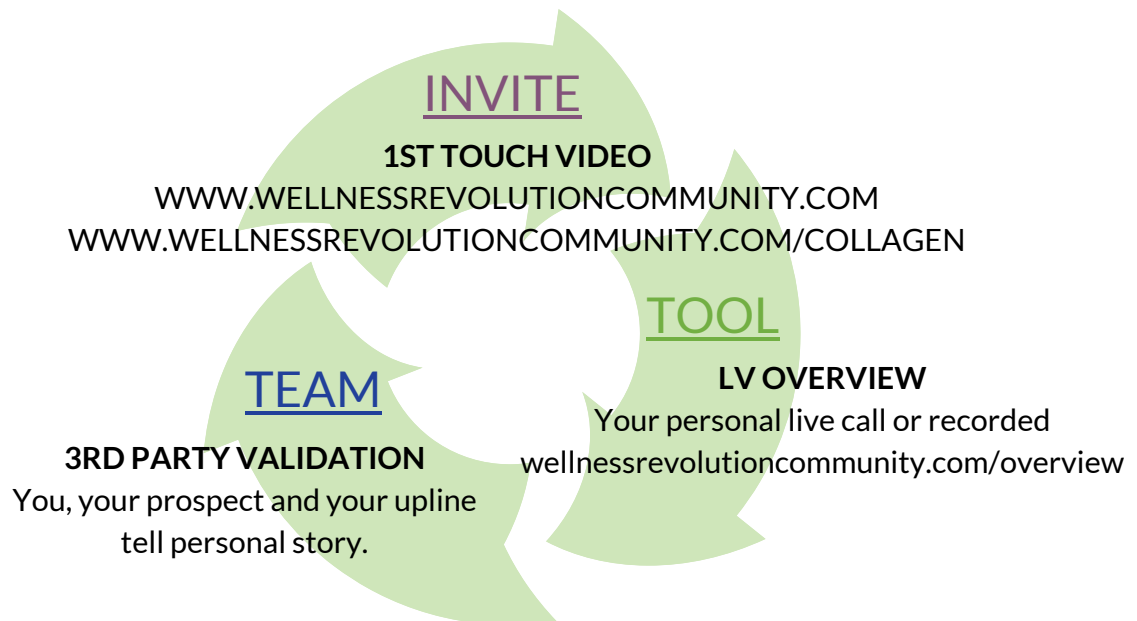 INVITE
1ST TOUCH VIDEO
WWW.WELLNESSREVOLUTIONCOMMUNITY.COM
WWW.WELLNESSREVOLUTIONCOMMUNITY.COM/COLLAGEN
TOOL
LV OVERVIEW
Your personal live call or recorded
wellnessrevolutioncommunity.com/overview
TEAM
3RD PARTY VALIDATION
You, your prospect and your upline
tell personal story.